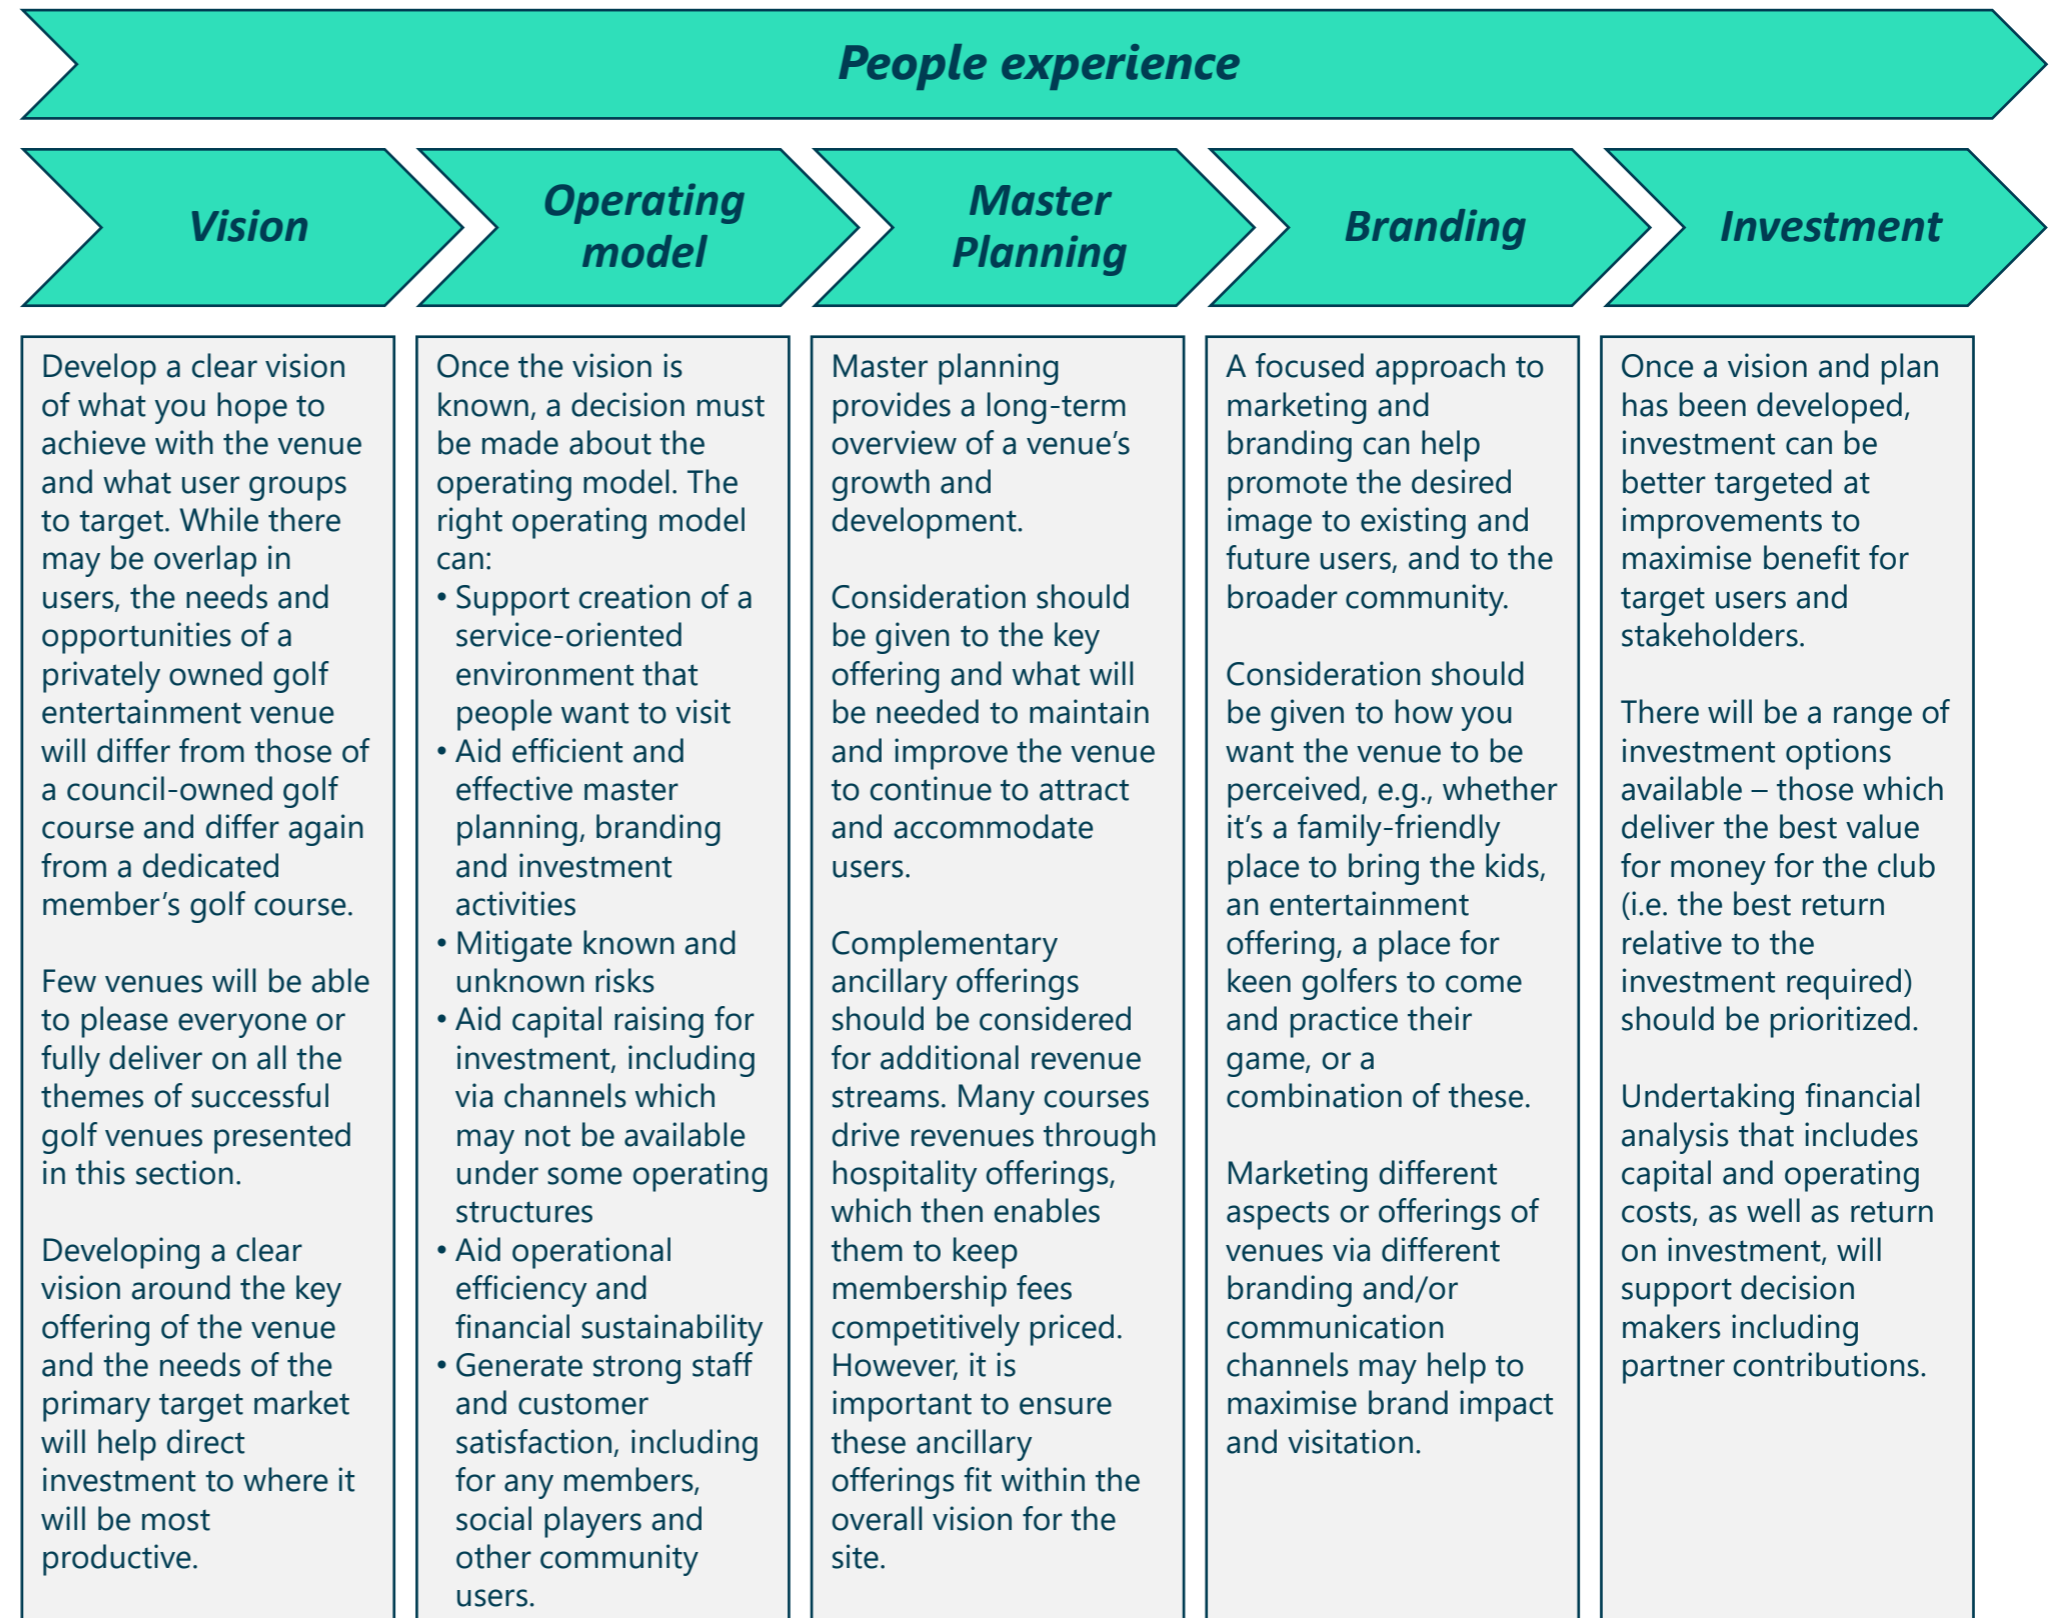 People experience
Vision
Operating
model
Master
Planning
Branding
Investment
Develop a clear vision
of what you hope to
achieve with the venue
and what user groups
to target. While there
may be overlap in
users, the needs and
opportunities of a
privately owned golf
entertainment venue
will differ from those of
a council-owned golf
course and differ again
from a dedicated
member’s golf course.
Few venues will be able
to please everyone or
fully deliver on all the
themes of successful
golf venues presented
in this section.
Developing a clear
vision around the key
offering of the venue
and the needs of the
primary target market
will help direct
investment to where it
will be most
productive.
Once the vision is
known, a decision must
be made about the
operating model. The
right operating model
can:
• Support creation of a
service-oriented
environment that
people want to visit
• Aid efficient and
effective master
planning, branding
and investment
activities
• Mitigate known and
unknown risks
• Aid capital raising for
investment, including
via channels which
may not be available
under some operating
structures
• Aid operational
efficiency and
financial sustainability
• Generate strong staff
and customer
satisfaction, including
for any members,
social players and
other community
users.
Master planning
provides a long-term
overview of a venue’s
growth and
development.
Consideration should
be given to the key
offering and what will
be needed to maintain
and improve the venue
to continue to attract
and accommodate
users.
Complementary
ancillary offerings
should be considered
for additional revenue
streams. Many courses
drive revenues through
hospitality offerings,
which then enables
them to keep
membership fees
competitively priced.
However, it is
important to ensure
these ancillary
offerings fit within the
overall vision for the
site.
A focused approach to
marketing and
branding can help
promote the desired
image to existing and
future users, and to the
broader community.
Consideration should
be given to how you
want the venue to be
perceived, e.g., whether
it’s a family-friendly
place to bring the kids,
an entertainment
offering, a place for
keen golfers to come
and practice their
game, or a
combination of these.
Marketing different
aspects or offerings of
venues via different
branding and/or
communication
channels may help to
maximise brand impact
and visitation.
Once a vision and plan
has been developed,
investment can be
better targeted at
improvements to
maximise benefit for
target users and
stakeholders.
There will be a range of
investment options
available – those which
deliver the best value
for money for the club
(i.e. the best return
relative to the
investment required)
should be prioritized.
Undertaking financial
analysis that includes
capital and operating
costs, as well as return
on investment, will
support decision
makers including
partner contributions.